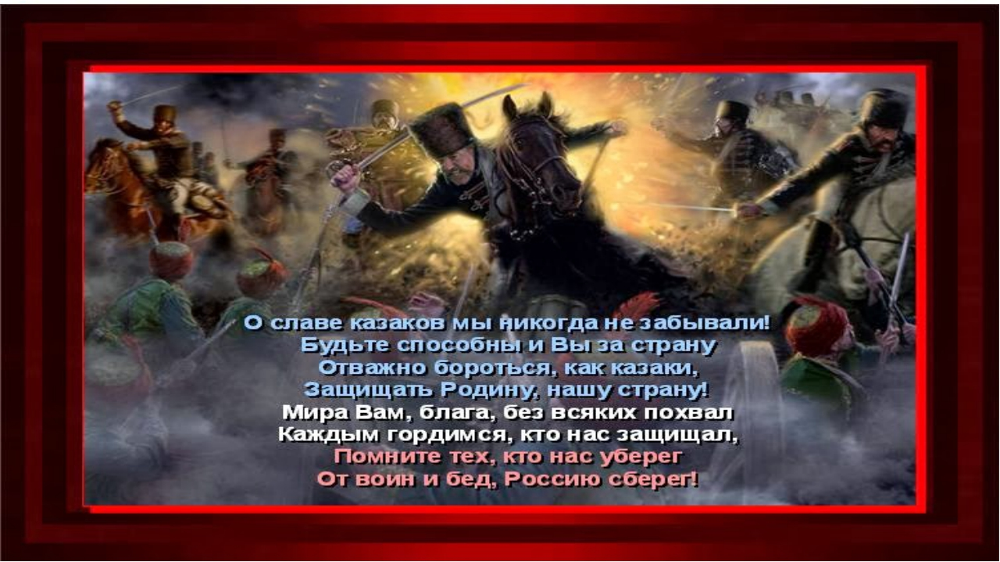 О славе казаков мы никогда не забывали!
Будьте способны и Вы за страну
Отважно бороться, как казаки,
Защищать Родину, нашу страну!
Мира Вам, блага, без всяких похвал
Каждым гордимся, кто нас защищал,
Помните тех, кто нас уберег
От воин и бед, Россию сберег!